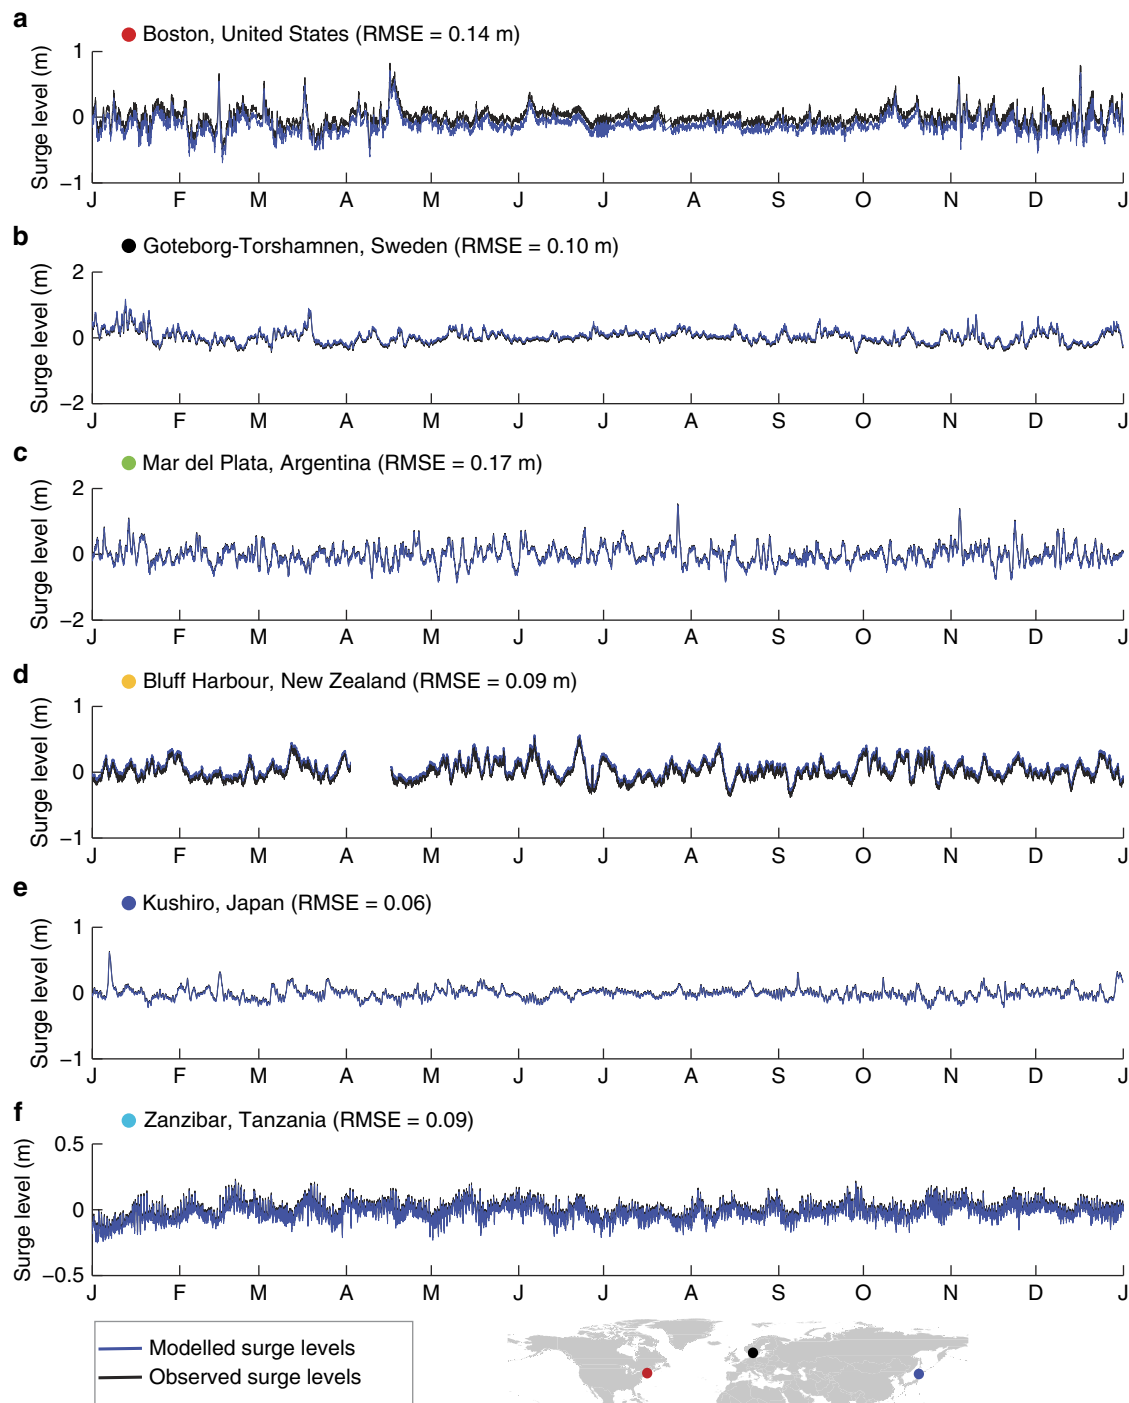 a
Boston, United States (RMSE = 0.14 m)
Surge level (m)
1
0
−1
J F M A M J J A S O N D J
b
Goteborg-Torshamnen, Sweden (RMSE = 0.10 m)
Surge level (m)
2
0
−2
J F M A M J J A S O N D J
c
Mar del Plata, Argentina (RMSE = 0.17 m)
Surge level (m)
2
0
−2
J F M A M J J A S O N D J
d
Bluff Harbour, New Zealand (RMSE = 0.09 m)
Surge level (m)
1
0
−1
J F M A M J J A S O N D J
e
Kushiro, Japan (RMSE = 0.06)
Surge level (m)
1
0
−1
J F M A M J J A S O N D J
f
Zanzibar, Tanzania (RMSE = 0.09)
Surge level (m)
0.5
0
−0.5
J F M A M J J A S O N D J
Modelled surge levels
Observed surge levels